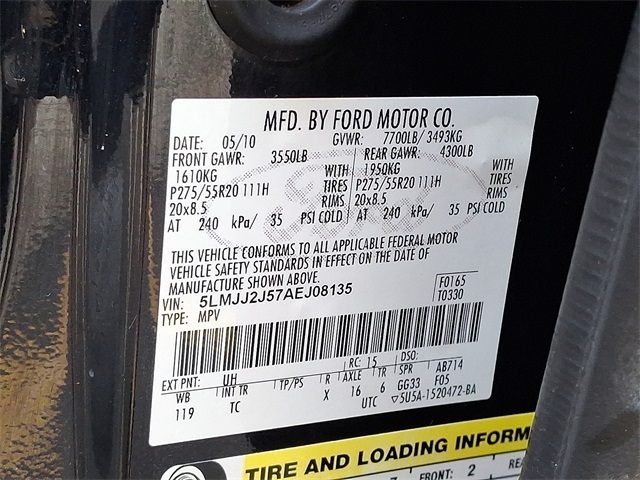 MFD. BY FORD MOTOR CO.
DATE: 05/10 GVWR: 7700LB/ 3493KG
FRONT GAWR: 3550LB REAR GAWR: 4300LB
1610KG WITH 1950KG WITH
P275/55R20 111H TIRES P275/55R20 111H TIRES
20x8.5 RIMS 20x8.5 RIMS
AT 240 kPa/ 35 PSI COLD AT 240 kPa/ 35 PSI COLD
THIS VEHICLE CONFORMS TO ALL APPLICABLE FEDERAL MOTOR
VEHICLE SAFETY STANDARDS IN EFFECT ON THE DATE OF
MANUFACTURE SHOWN ABOVE.
VIN: 5LMJJ2J57AEJ08135 F0165
TYPE: MPV T0330
RC: 15 DSO:
EXT PNT: UH R AXLE TR SPR AB714
WB INT TR TP/PS X 16 6 GG33 F05
119 TC UTC ▽5U5A-1520472-BA
TIRE AND LOADING INFORM
FRONT: 2 REA